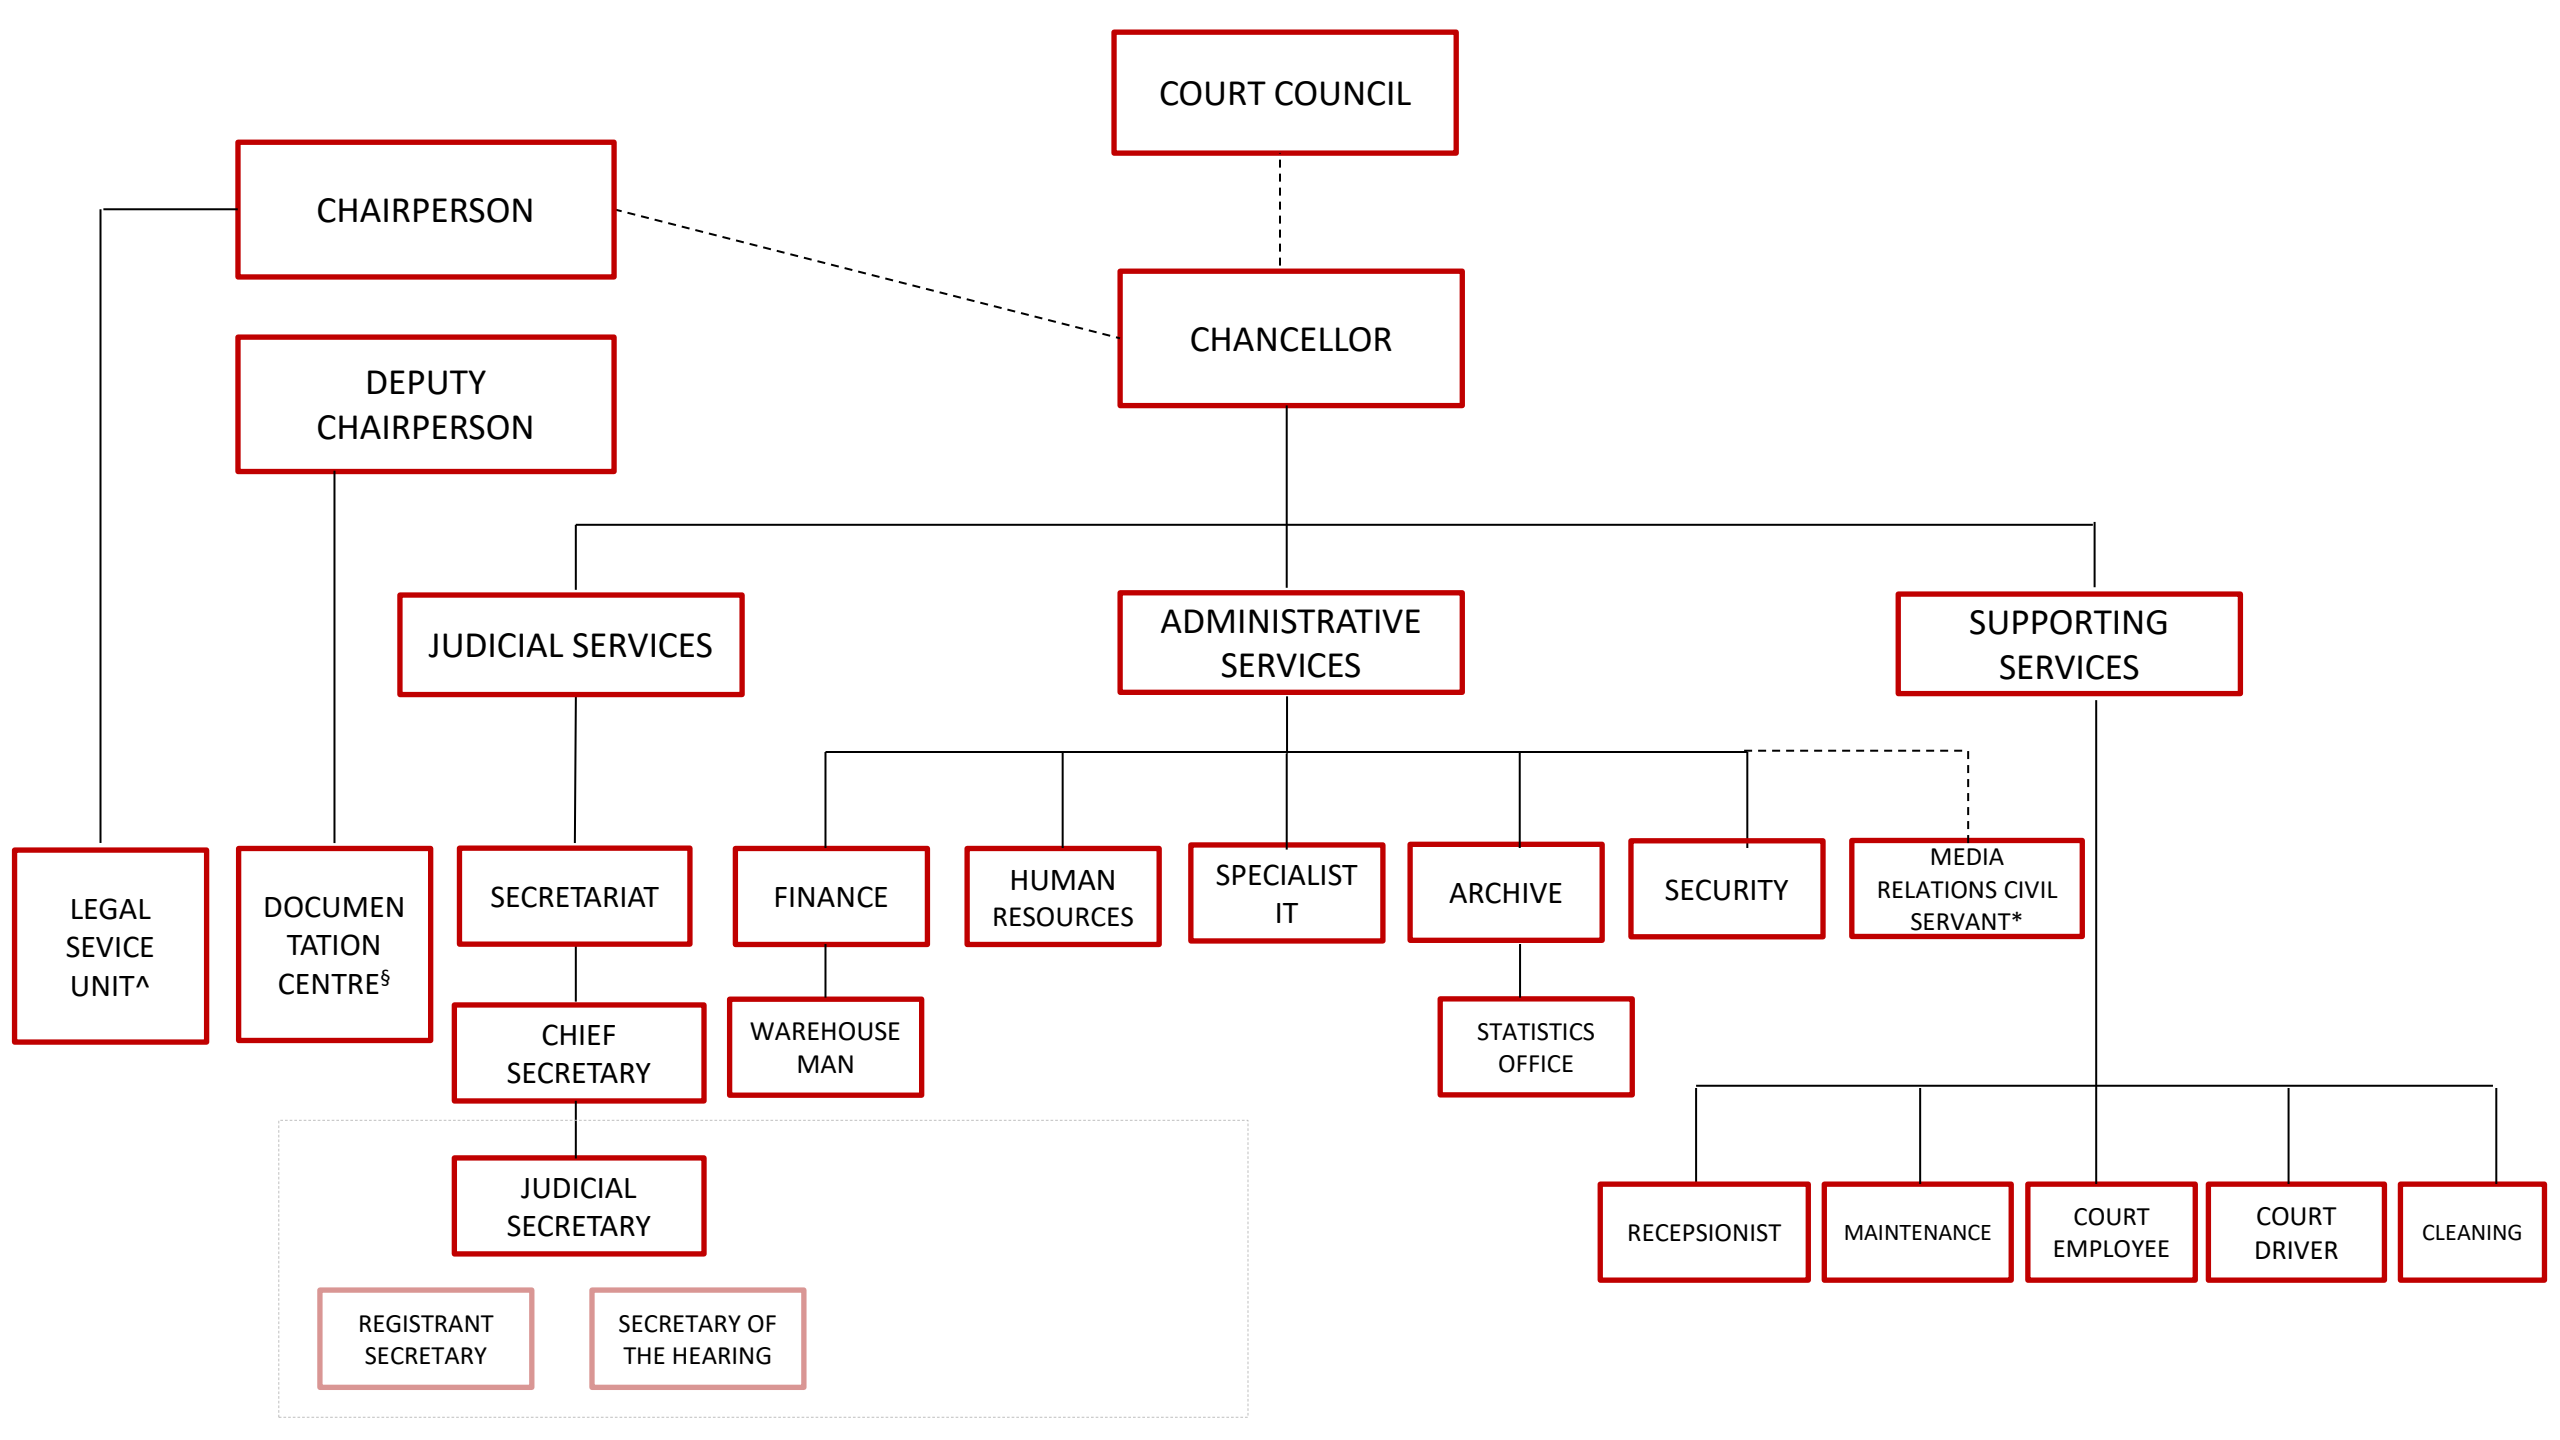 COURT COUNCIL
CHAIRPERSON
CHANCELLOR
DEPUTY
CHAIRPERSON
JUDICIAL SERVICES
ADMINISTRATIVE
SERVICES
SUPPORTING
SERVICES
LEGAL
SEVICE
UNIT^
DOCUMEN
TATION
CENTRE§
SECRETARIAT
FINANCE
HUMAN
RESOURCES
SPECIALIST
IT
ARCHIVE
SECURITY
MEDIA
RELATIONS CIVIL
SERVANT*
CHIEF
SECRETARY
WAREHOUSE
MAN
STATISTICS
OFFICE
JUDICIAL
SECRETARY
RECEPSIONIST
MAINTENANCE
COURT
EMPLOYEE
COURT
DRIVER
CLEANING
REGISTRANT
SECRETARY
SECRETARY OF
THE HEARING